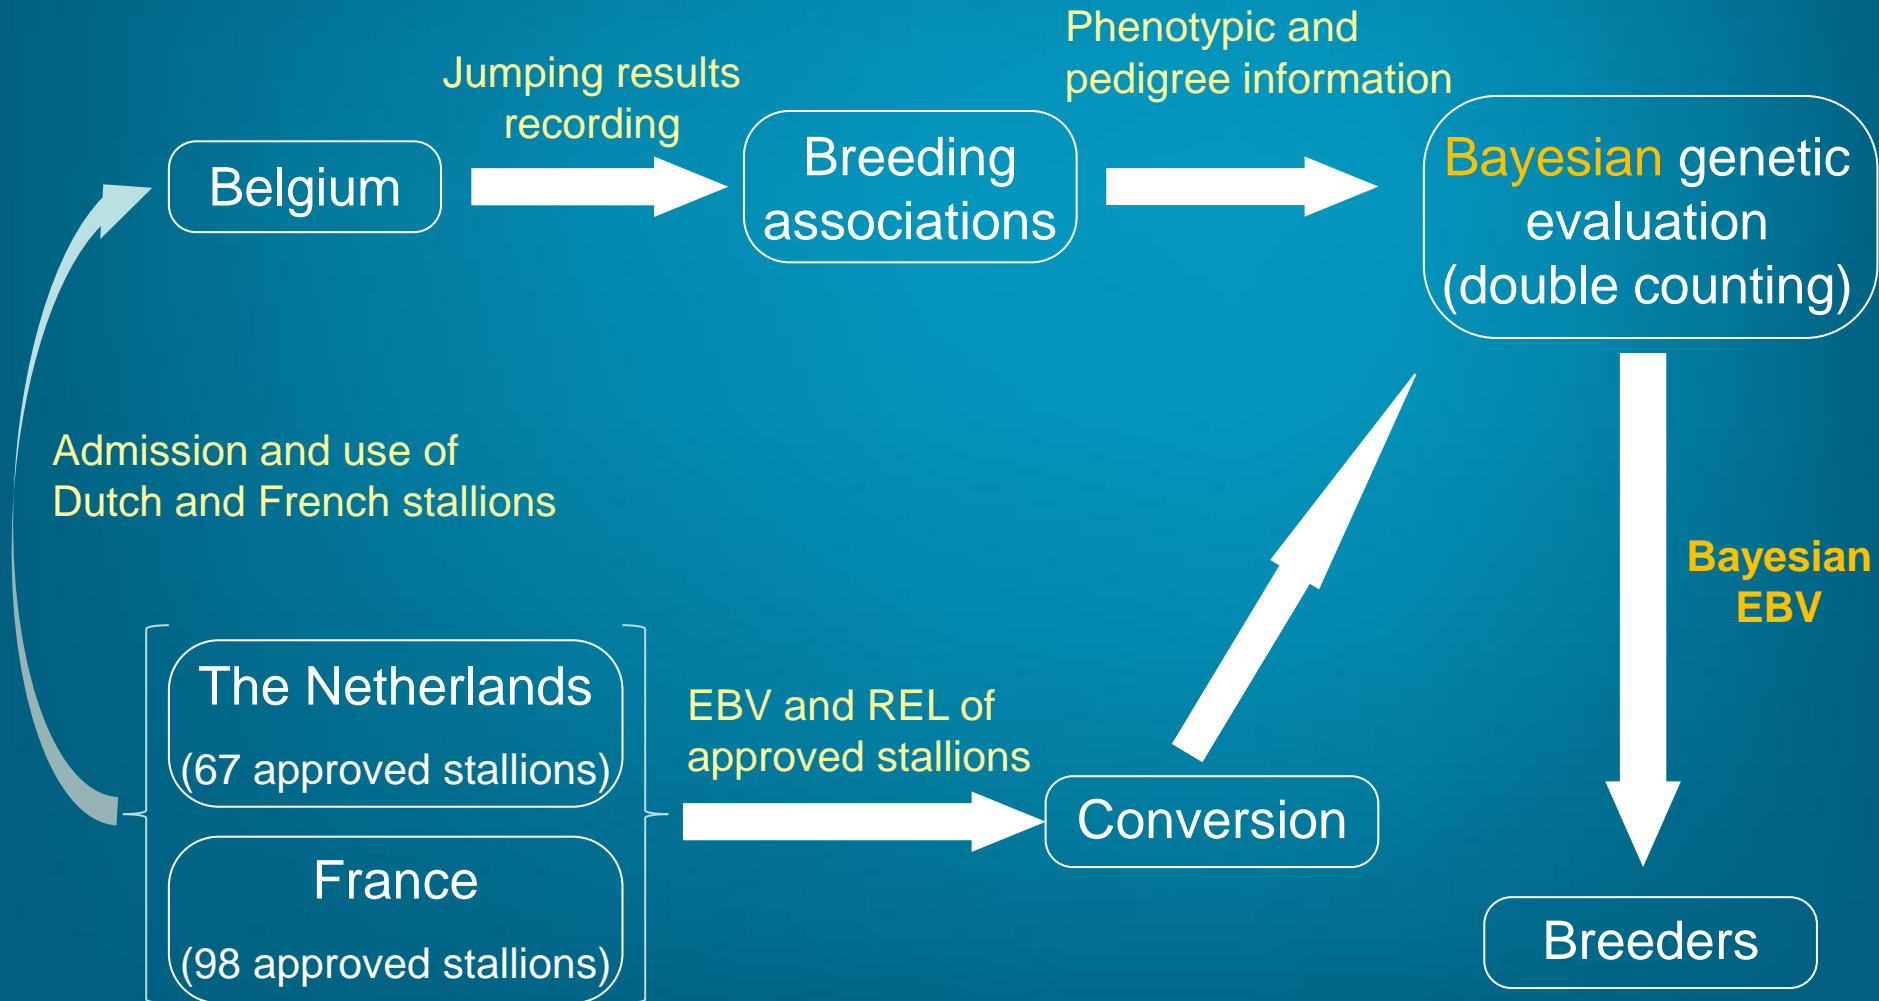 Jumping results
recording
Phenotypic and
pedigree information
Belgium
Breeding
associations
Bayesian genetic
evaluation
(double counting)
Admission and use of
Dutch and French stallions
Bayesian
EBV
The Netherlands
(67 approved stallions)
EBV and REL of
approved stallions
Conversion
France
(98 approved stallions)
Breeders